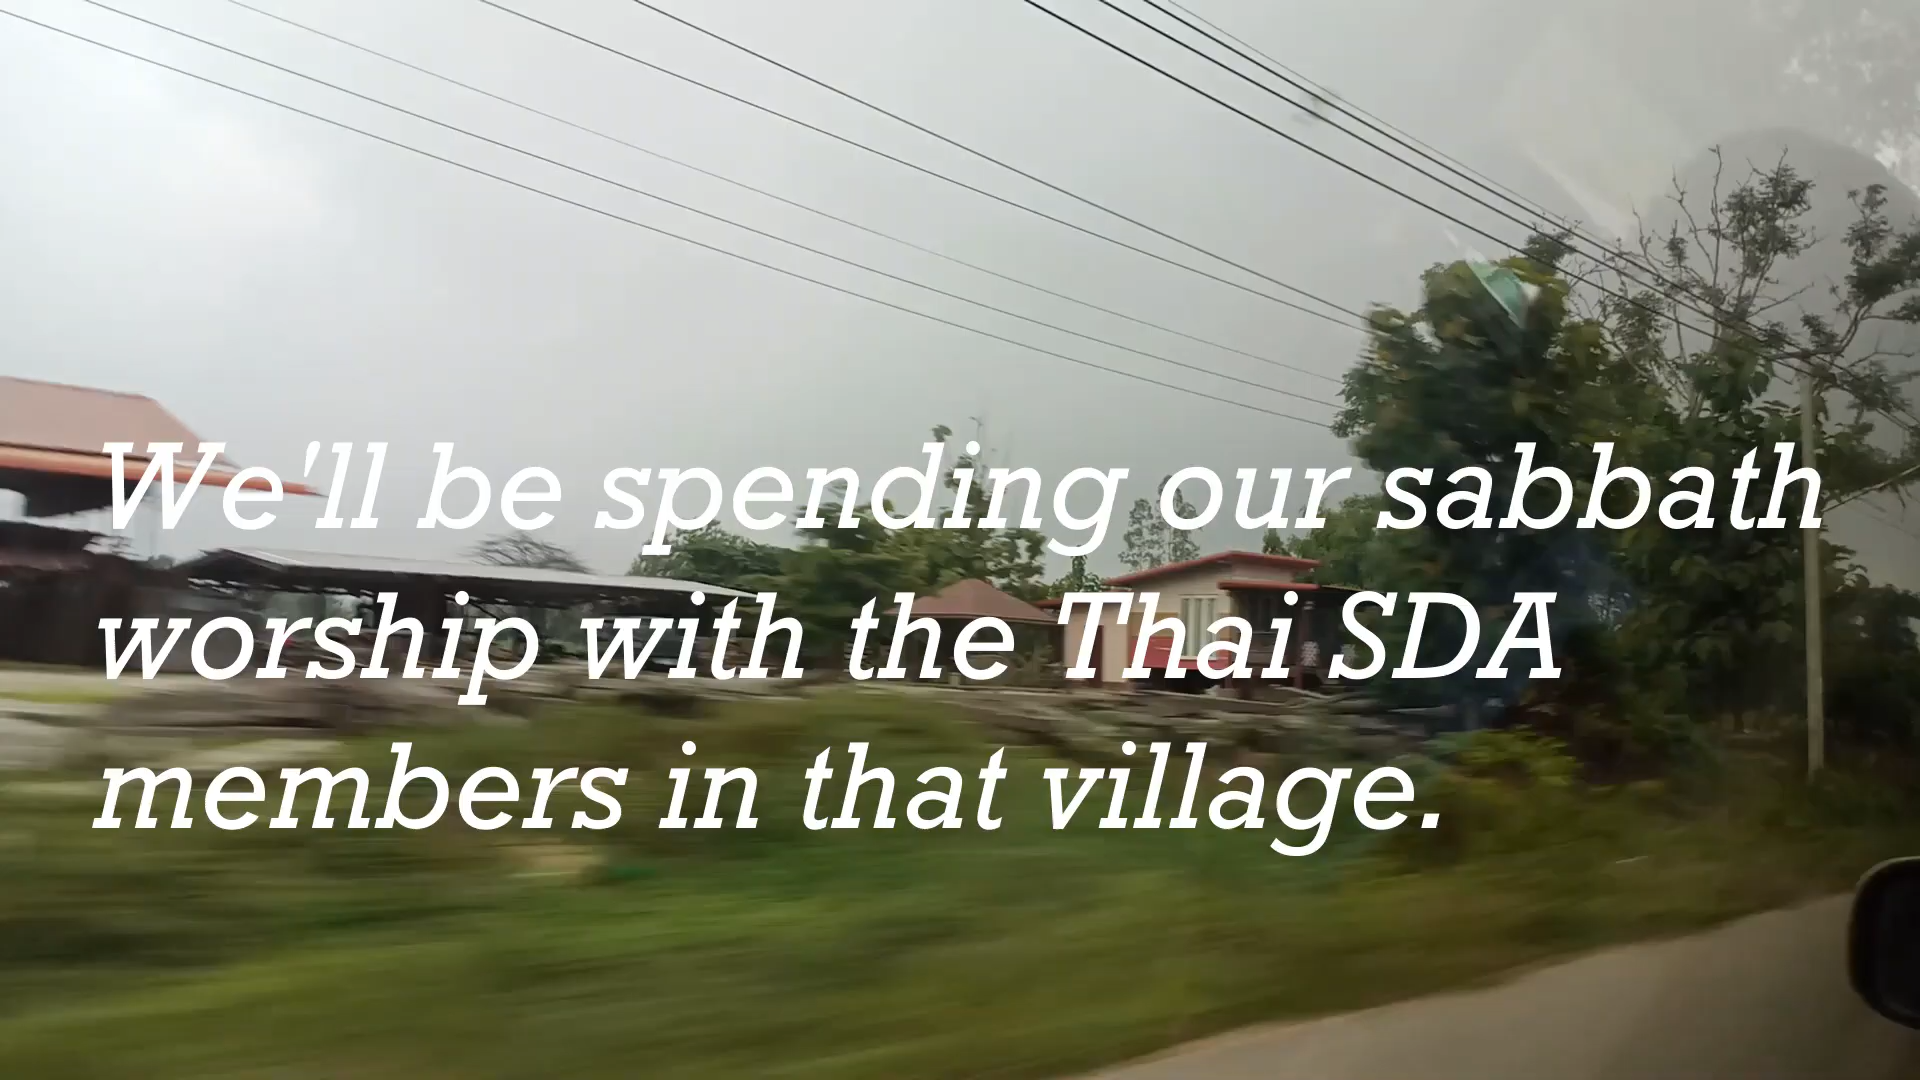 We'll be spending our sabbath
worship with the Thai SDA
members in that village.